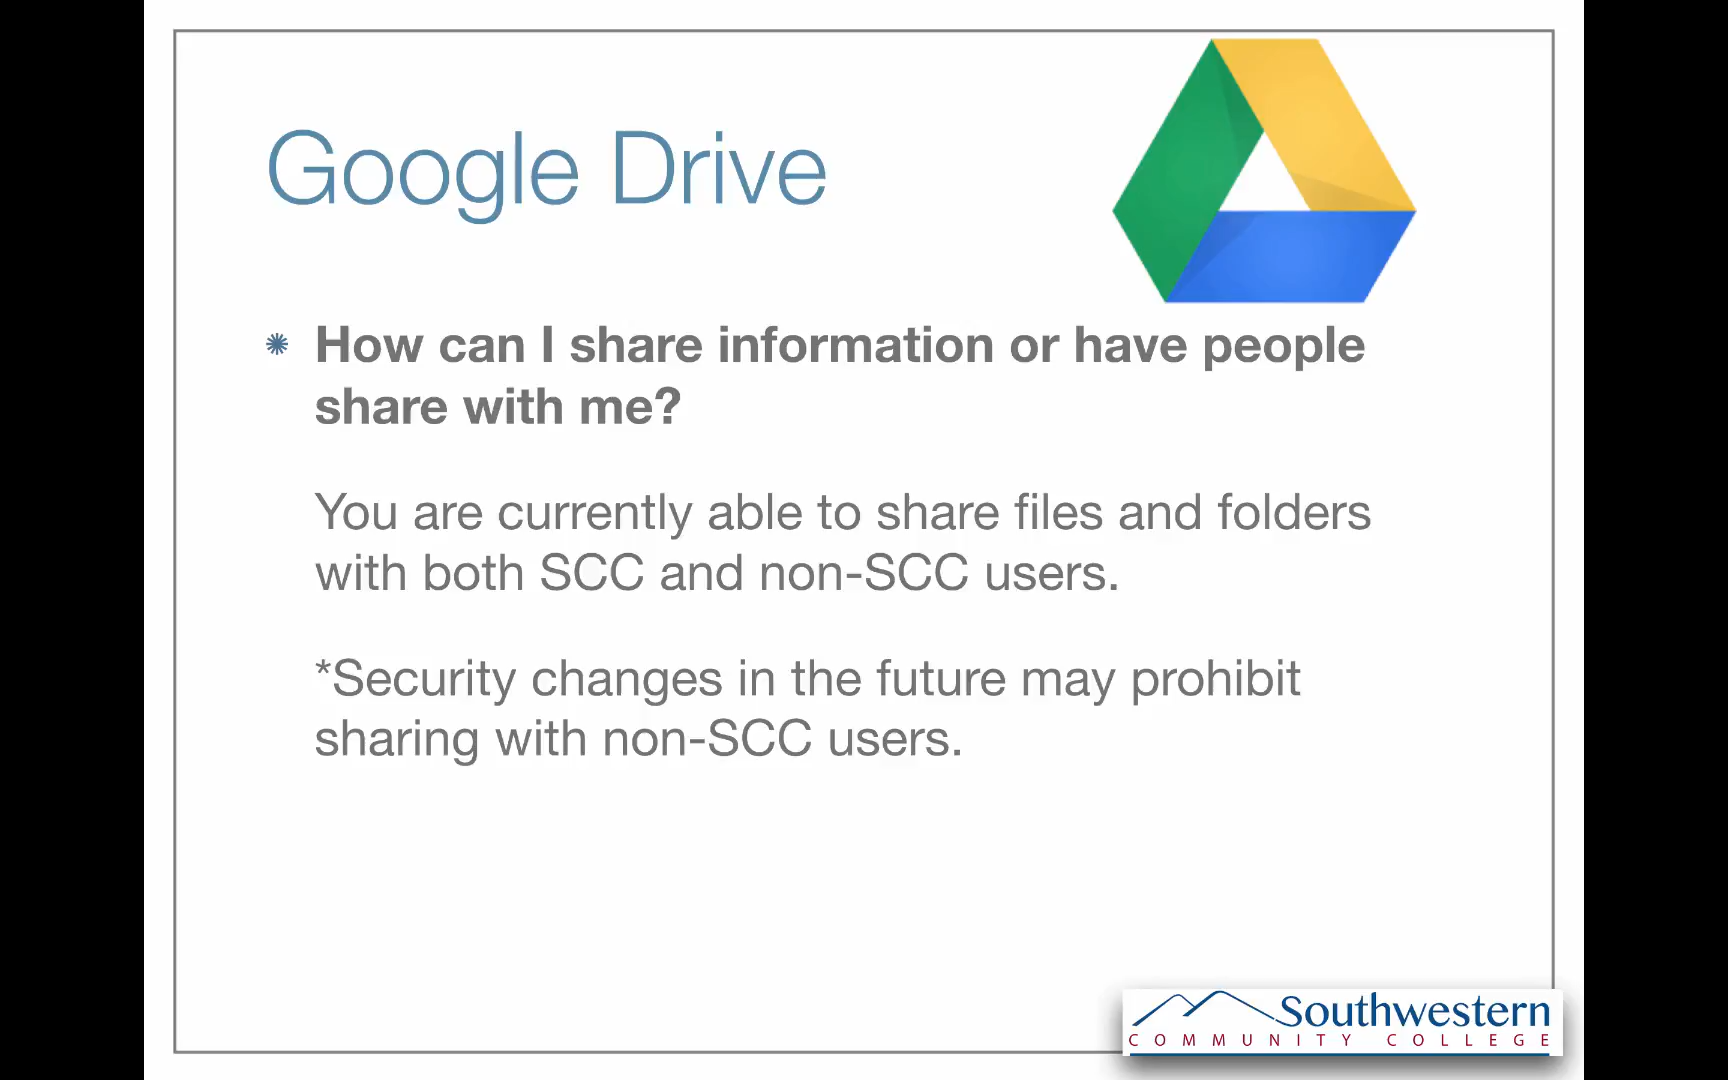 Google Drive
How can I share information or have people
share with me?
You are currently able to share files and folders
with both SCC and non-SCC users.
*Security changes in the future may prohibit
sharing with non-SCC users.
Southwestern
COMMUNITY COLLEGE